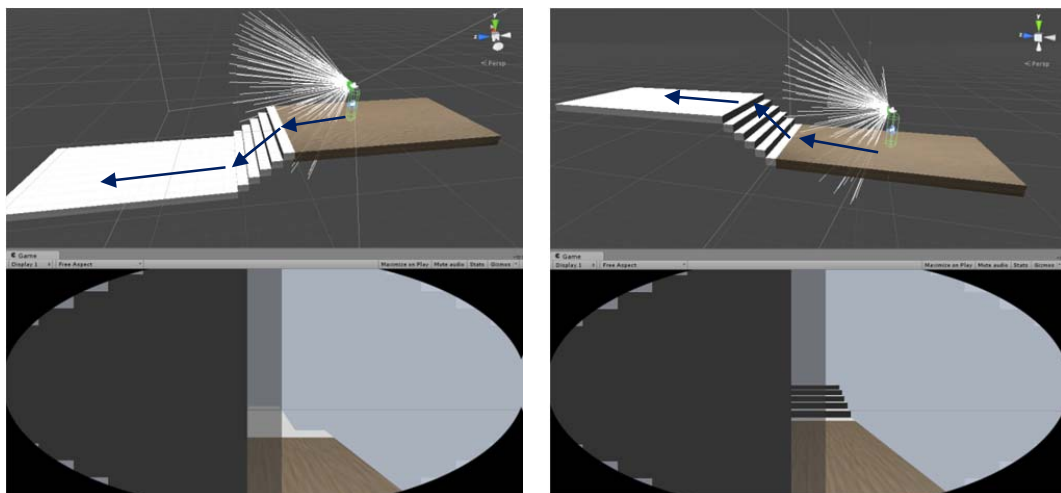 y
z
Persp
y
z
Persp
Game
Display 1 Free Aspect Maximize on Play Mute audio Stats Gizmos
Game
Display 1 Free Aspect Maximize on Play Mute audio Stats Gizmos